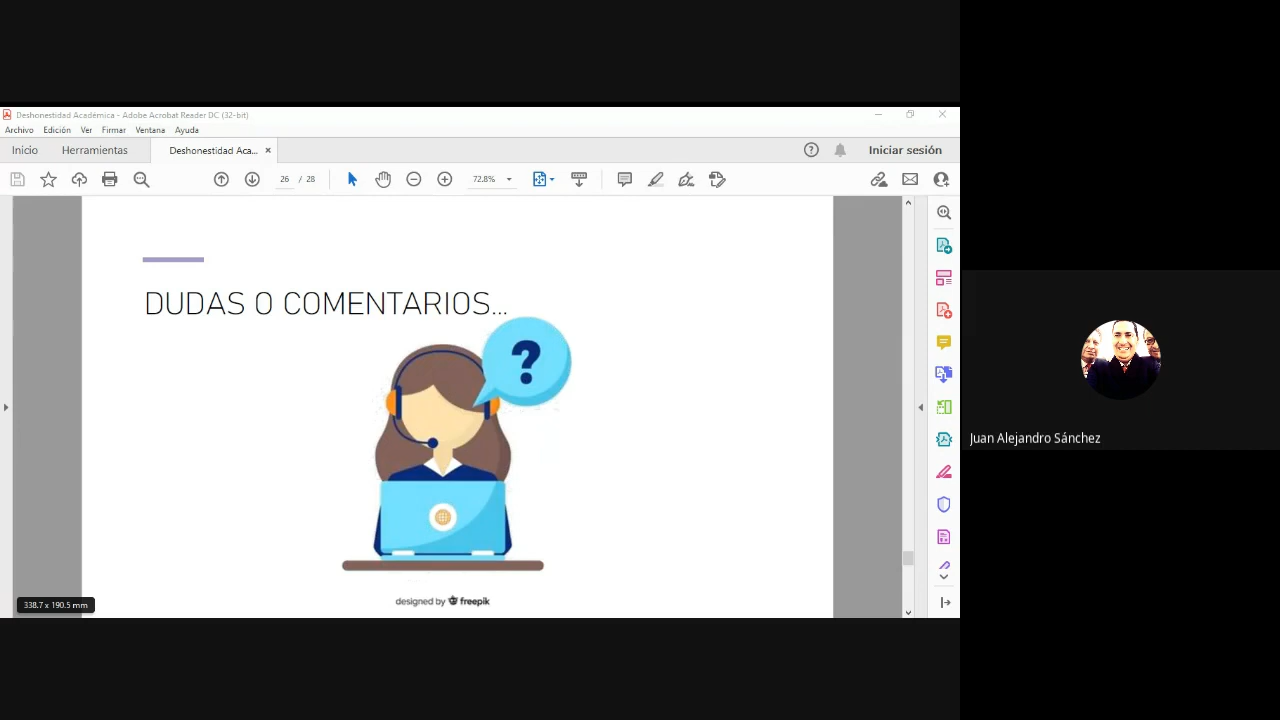 Deshonestidad Académica - Adobe Acrobat Reader DC (32-bit)
Archivo Edición Ver Firmar Ventana Ayuda
Inicio Herramientas Deshonestidad Aca... × Iniciar sesión
26 / 28 72.8%
DUDAS O COMENTARIOS...
?
designed by freepik
338.7 x 190.5 mm
Juan Alejandro Sánchez